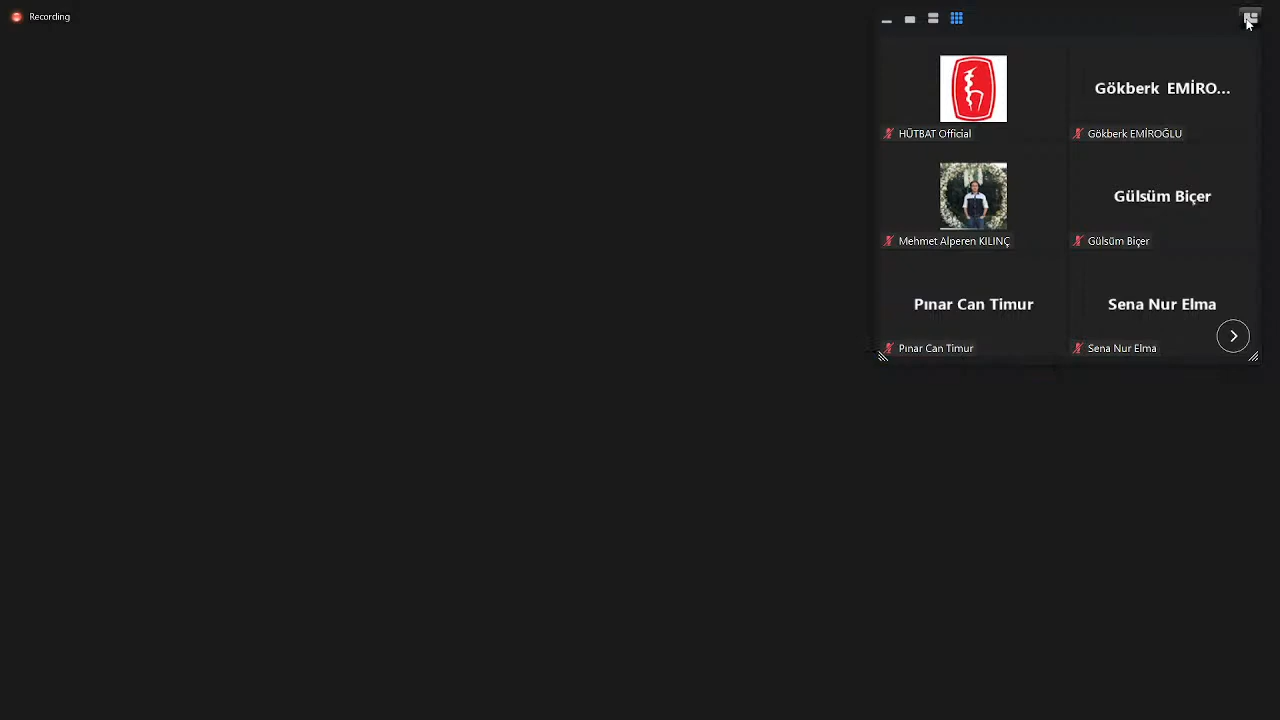 Recording
Gökberk EMİRO...
HÜTBAT Official
Gökberk EMİROĞLU
Gülsüm Biçer
Mehmet Alperen KILINÇ
Gülsüm Biçer
Pınar Can Timur
Sena Nur Elma
Pınar Can Timur
Sena Nur Elma